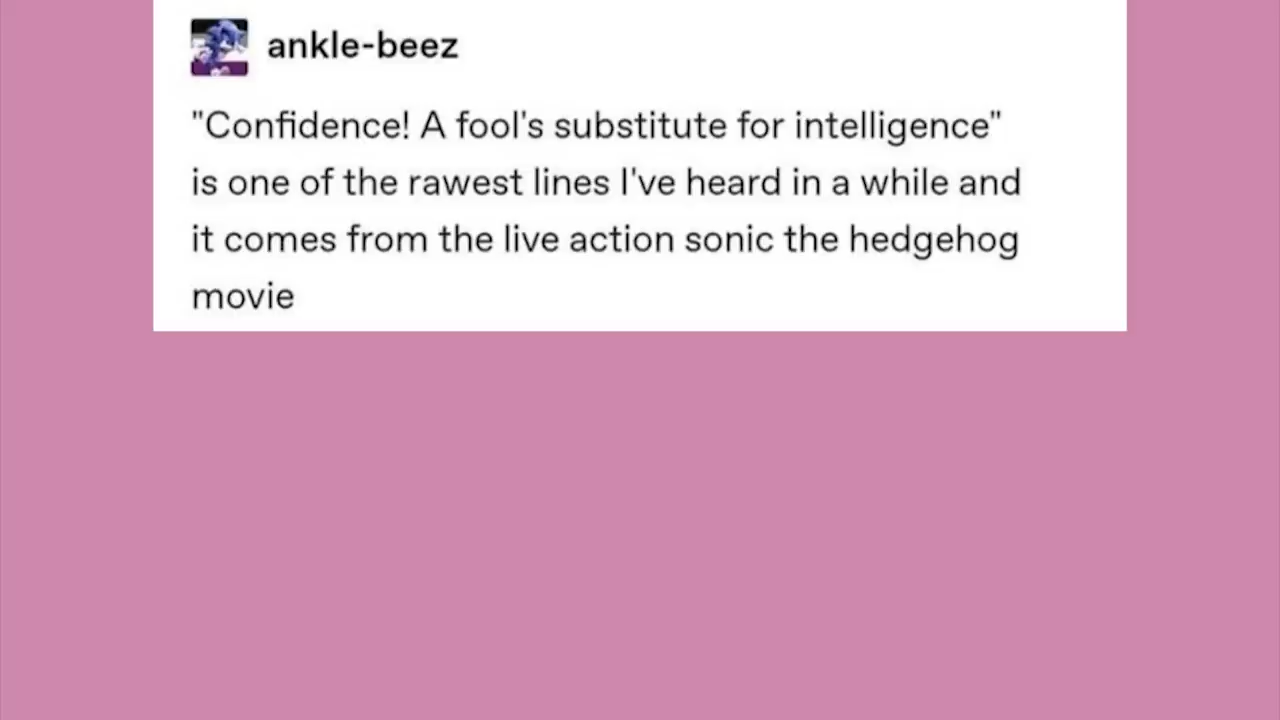 ankle-beez
"Confidence! A fool's substitute for intelligence"
is one of the rawest lines I've heard in a while and
it comes from the live action sonic the hedgehog
movie